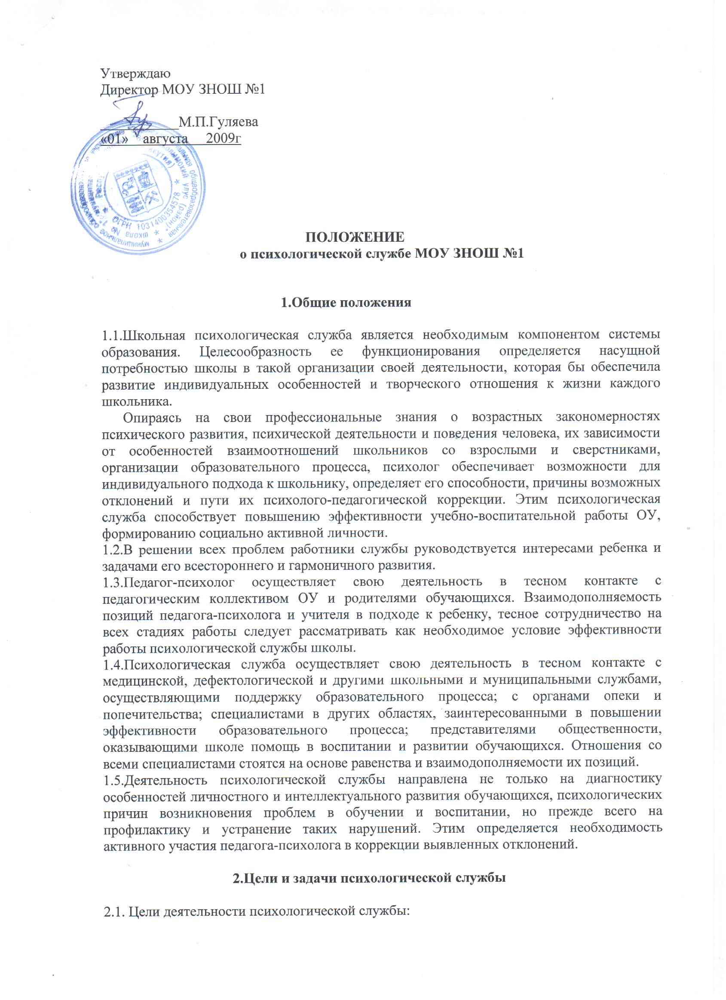 Утверждаю
Директор МОУ ЗНОШ №1
М.П.Гуляева
«01» августа 2009г
ОГРН 1031400354578
ПОЛОЖЕНИЕ
о психологической службе МОУ ЗНОШ №1
1.Общие положения
1.1.Школьная психологическая служба является необходимым компонентом системы
образования. Целесообразность ее функционирования определяется насущной
потребностью школы в такой организации своей деятельности, которая бы обеспечила
развитие индивидуальных особенностей и творческого отношения к жизни каждого
школьника.
Опираясь на свои профессиональные знания о возрастных закономерностях
психического развития, психической деятельности и поведения человека, их зависимости
от особенностей взаимоотношений школьников со взрослыми и сверстниками,
организации образовательного процесса, психолог обеспечивает возможности для
индивидуального подхода к школьнику, определяет его способности, причины возможных
отклонений и пути их психолого-педагогической коррекции. Этим психологическая
служба способствует повышению эффективности учебно-воспитательной работы ОУ,
формированию социально активной личности.
1.2.В решении всех проблем работники службы руководствуется интересами ребенка и
задачами его всестороннего и гармоничного развития.
1.3.Педагог-психолог осуществляет свою деятельность в тесном контакте с
педагогическим коллективом ОУ и родителями обучающихся. Взаимодополняемость
позиций педагога-психолога и учителя в подходе к ребенку, тесное сотрудничество на
всех стадиях работы следует рассматривать как необходимое условие эффективности
работы психологической службы школы.
1.4.Психологическая служба осуществляет свою деятельность в тесном контакте с
медицинской, дефектологической и другими школьными и муниципальными службами,
осуществляющими поддержку образовательного процесса; с органами опеки и
попечительства; специалистами в других областях, заинтересованными в повышении
эффективности образовательного процесса; представителями общественности,
оказывающими школе помощь в воспитании и развитии обучающихся. Отношения со
всеми специалистами стоятся на основе равенства и взаимодополняемости их позиций.
1.5.Деятельность психологической службы направлена не только на диагностику
особенностей личностного и интеллектуального развития обучающихся, психологических
причин возникновения проблем в обучении и воспитании, но прежде всего на
профилактику и устранение таких нарушений. Этим определяется необходимость
активного участия педагога-психолога в коррекции выявленных отклонений.
2.Цели и задачи психологической службы
2.1. Цели деятельности психологической службы: